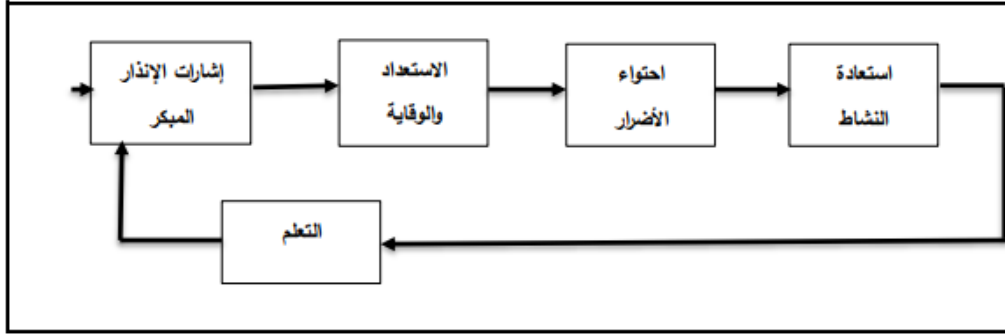 إشارات الإنذار
المبكر
الاستعداد
والوقاية
احتواء
الأضرار
استعادة
النشاط
التعلم